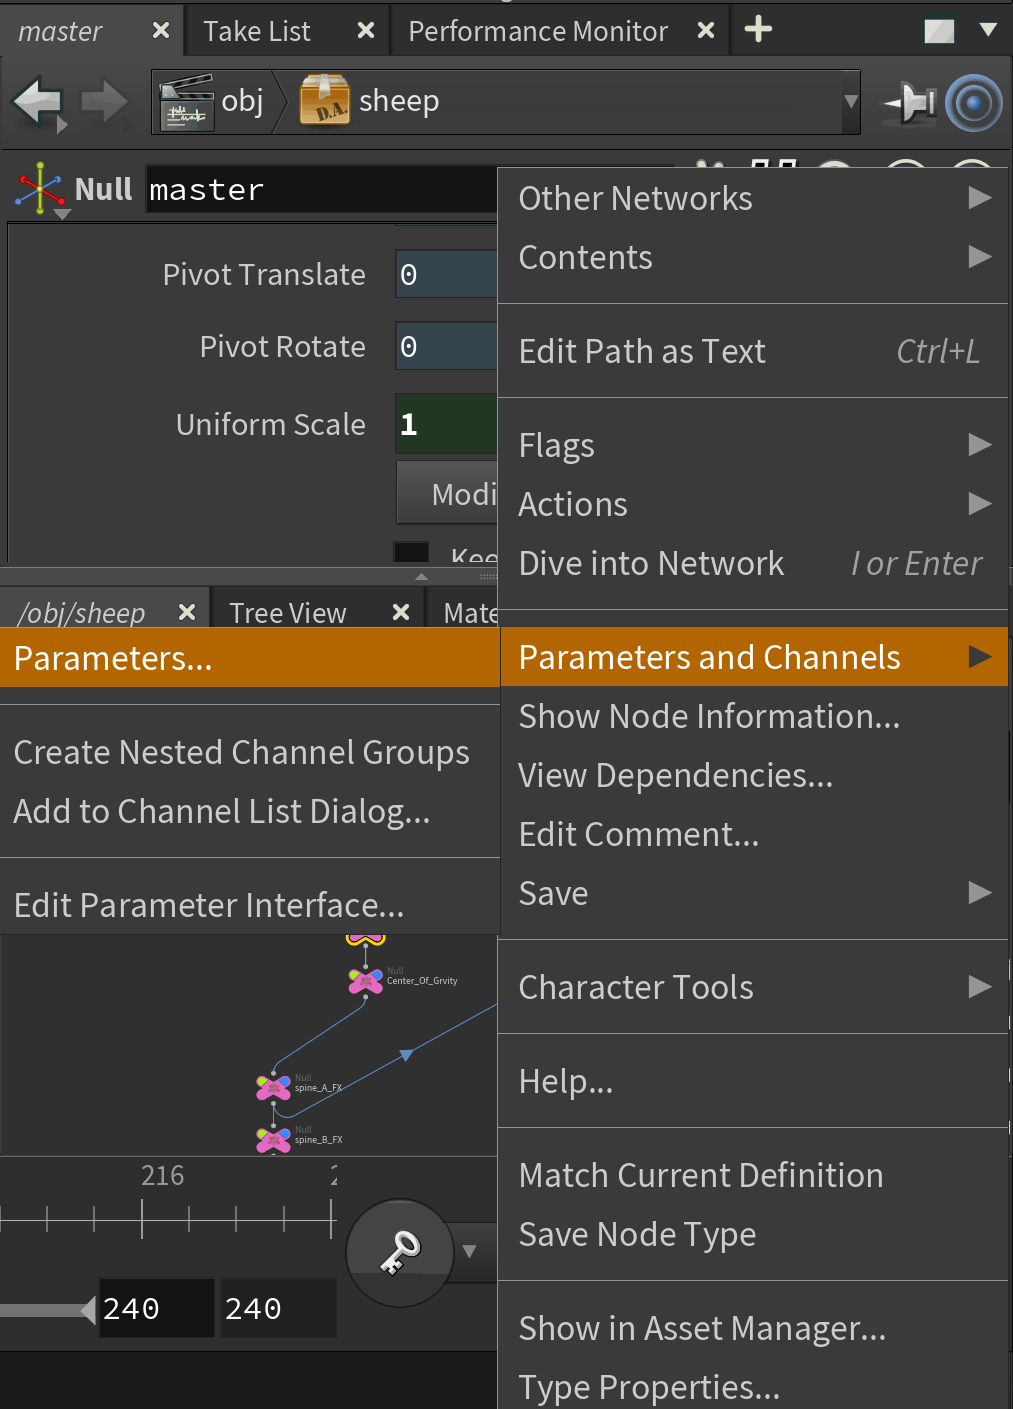 master
Take List
Performance Monitor
obj
sheep
D.A.
Null
master
Other Networks
Contents
Pivot Translate
0
Pivot Rotate
0
Edit Path as Text
Ctrl+L
Uniform Scale
1
Flags
Modi
Actions
Kee
Dive into Network
I or Enter
/obj/sheep
Tree View
Mate
Parameters...
Parameters and Channels
Show Node Information...
Create Nested Channel Groups
View Dependencies...
Add to Channel List Dialog...
Edit Comment...
Edit Parameter Interface...
Save
Null
Center_Of_Grvity
Character Tools
Null
spine_A_FX
Help...
Null
spine_B_FX
216
Match Current Definition
Save Node Type
240
240
Show in Asset Manager...
Type Properties...